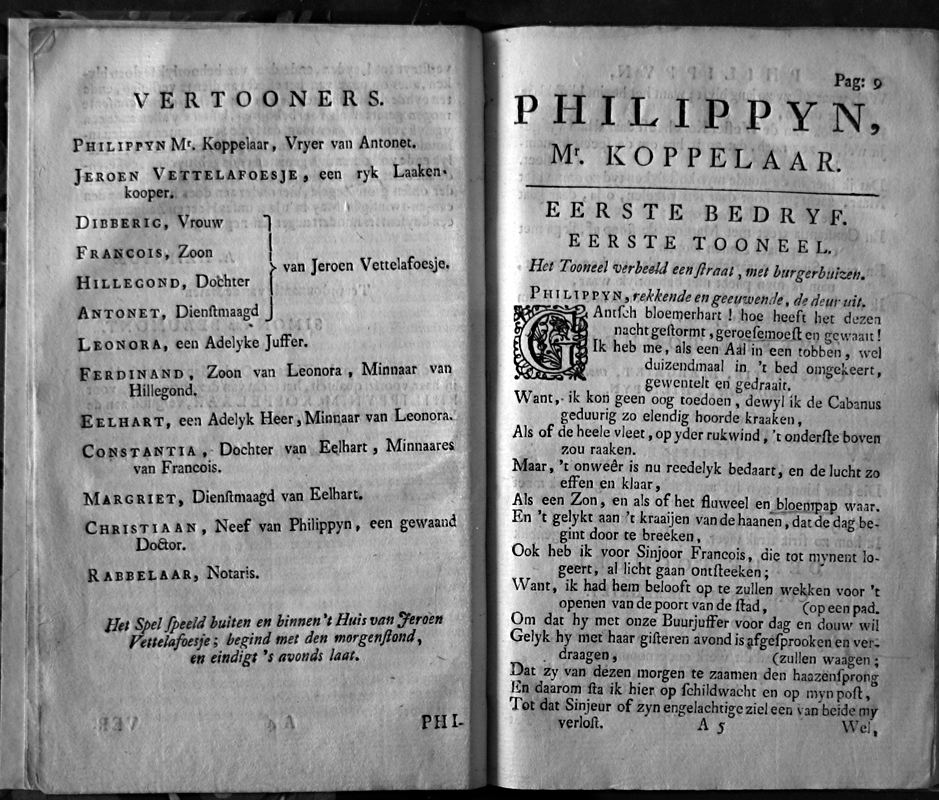 VERTOONERS.
PHILIPPYN Mr. Koppelaar, Vryer van Antonet.
JEROEN VETTELAFOESJE, een ryk Laaken-
kooper.
DIBBERIG, Vrouw
FRANCOIS, Zoon
HILLEGOND, Dochter
ANTONET, Dienſtmaagd
van Jeroen Vettelafoesje.
LEONORA, een Adelyke Juffer.
FERDINAND, Zoon van Leonora, Minnaar van
Hillegond.
EELHART, een Adelyk Heer, Minnaar van Leonora.
CONSTANTIA, Dochter van Eelhart, Minnaares
van Francois.
MARGRIET, Dienſtmaagd van Eelhart.
CHRISTIAAN, Neef van Philippyn, een gewaand
Doctor.
RABBELAAR, Notaris.
Het Spel ſpeeld buiten en binnen 't Huis van Jeroen
Vettelafoesje; begind met den morgenſtond,
en eindigt 's avonds laat.
PHI-
Pag: 9
PHILIPPYN,
Mr. KOPPELAAR.
EERSTE BEDRYF.
EERSTE TOONEEL.
Het Tooneel verbeeld een ſtraat, met burgerhuizen.
PHILIPPYN, rekkende en geeuwende, de deur uit.
GAntſch bloemerhart! hoe heeft het dezen
nacht geſtormt, geroeſemoeſt en gewaait!
Ik heb me, als een Aal in een tobben, wel
duizendmaal in 't bed omgekeert,
gewentelt en gedraait.
Want, ik kon geen oog toedoen, dewyl ik de Cabanus
geduurig zo elendig hoorde kraaken,
Als of de heele vleet, op yder rukwind, 't onderſte boven
zou raaken.
Maar, 't onweêr is nu reedelyk bedaart, en de lucht zo
effen en klaar,
Als een Zon, en als of het fluweel en bloempap waar.
En 't gelykt aan 't kraaijen van de haanen, dat de dag be-
gint door te breeken,
Ook heb ik voor Sinjoor Francois, die tot mynent lo-
geert, al licht gaan ontſteeken;
Want, ik had hem belooft op te zullen wekken voor 't
openen van de poort van de ſtad, (op een pad.
Om dat hy met onze Buurjuffer voor dag en douw wil
Gelyk hy met haar giſteren avond is afgeſprooken en ver-
draagen, (zullen waagen;
Dat zy van dezen morgen te zaamen den haazenſprong
En daarom ſta ik hier op ſchildwacht en op myn poſt,
Tot dat Sinjeur of zyn engelachtige ziel een van beide my
verloſt. A 5 Wel,